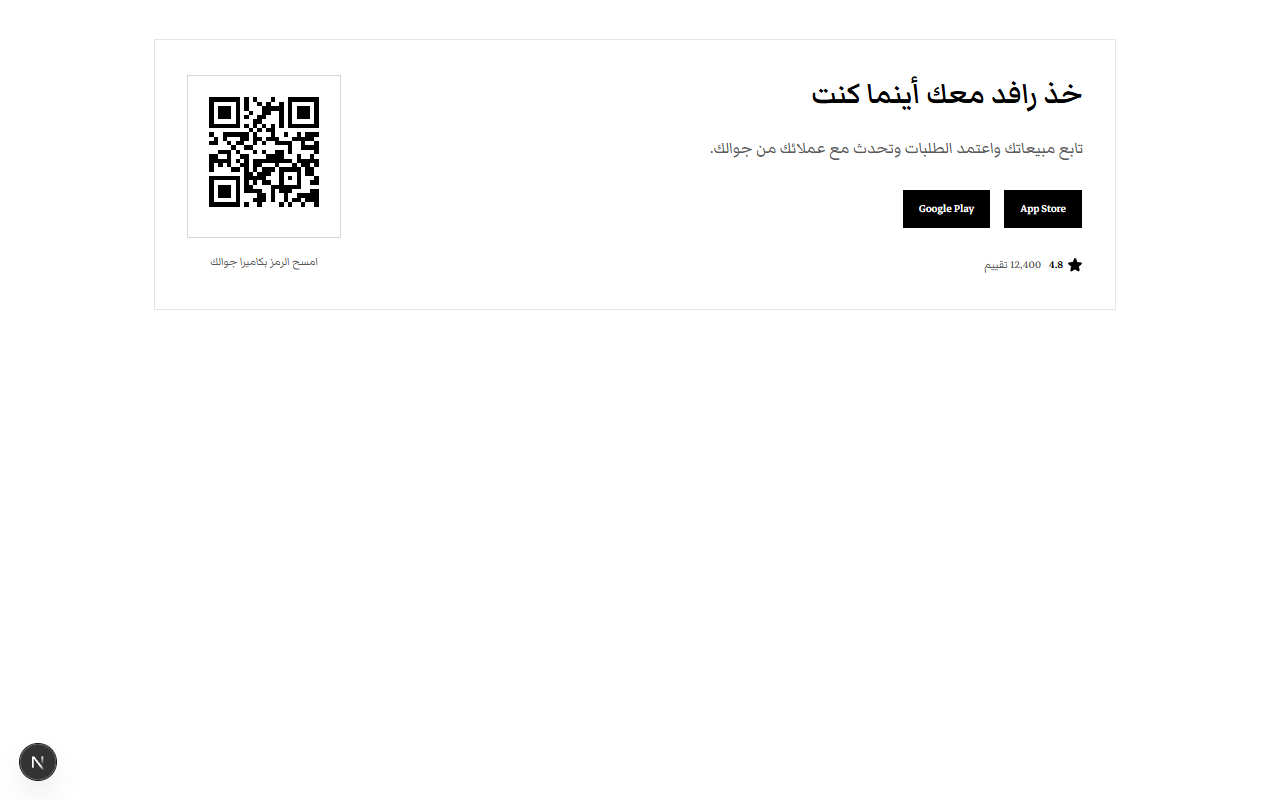 خذ رافد معك أينما كنت
تابع مبيعاتك واعتمد الطلبات وتحدث مع عملائك من جوالك.
App Store
Google Play
4.8 12,400 تقييم
امسح الرمز بكاميرا جوالك